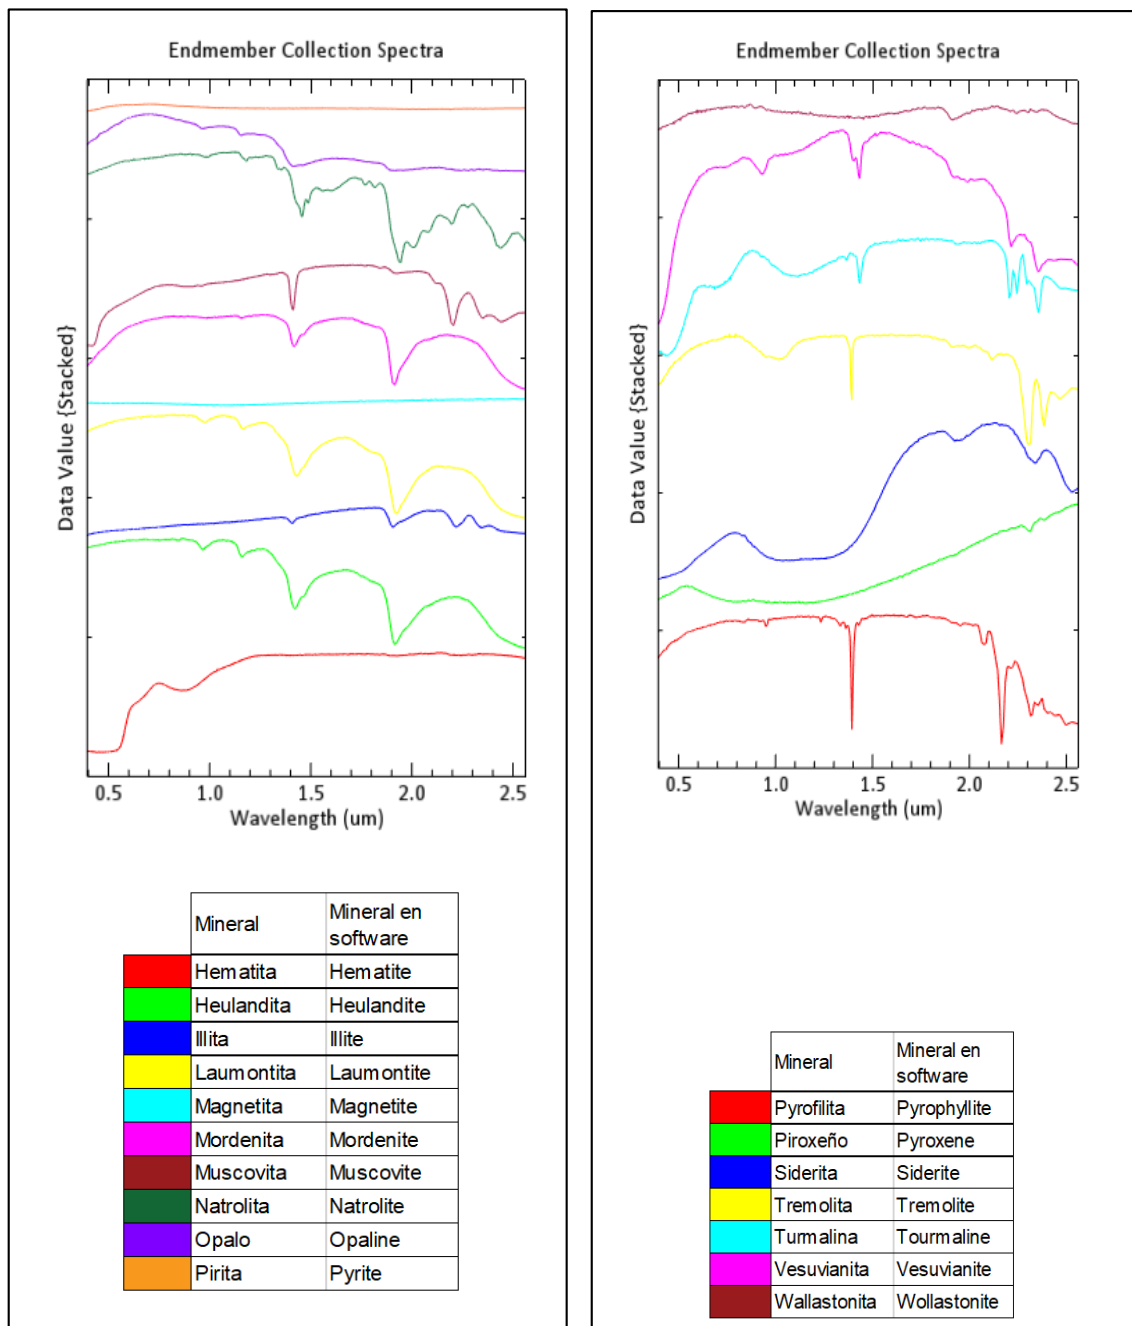 Endmember Collection Spectra
Data Value {Stacked}
0.5 1.0 1.5 2.0 2.5
Wavelength (um)
Mineral Mineral en
software
Hematita Hematite
Heulandita Heulandite
Illita Illite
Laumontita Laumontite
Magnetita Magnetite
Mordenita Mordenite
Muscovita Muscovite
Natrolita Natrolite
Opalo Opaline
Pirita Pyrite
Endmember Collection Spectra
Data Value {Stacked}
0.5 1.0 1.5 2.0 2.5
Wavelength (um)
Mineral Mineral en
software
Pyrofilita Pyrophyllite
Piroxeño Pyroxene
Siderita Siderite
Tremolita Tremolite
Turmalina Tourmaline
Vesuvianita Vesuvianite
Wallastonita Wollastonite